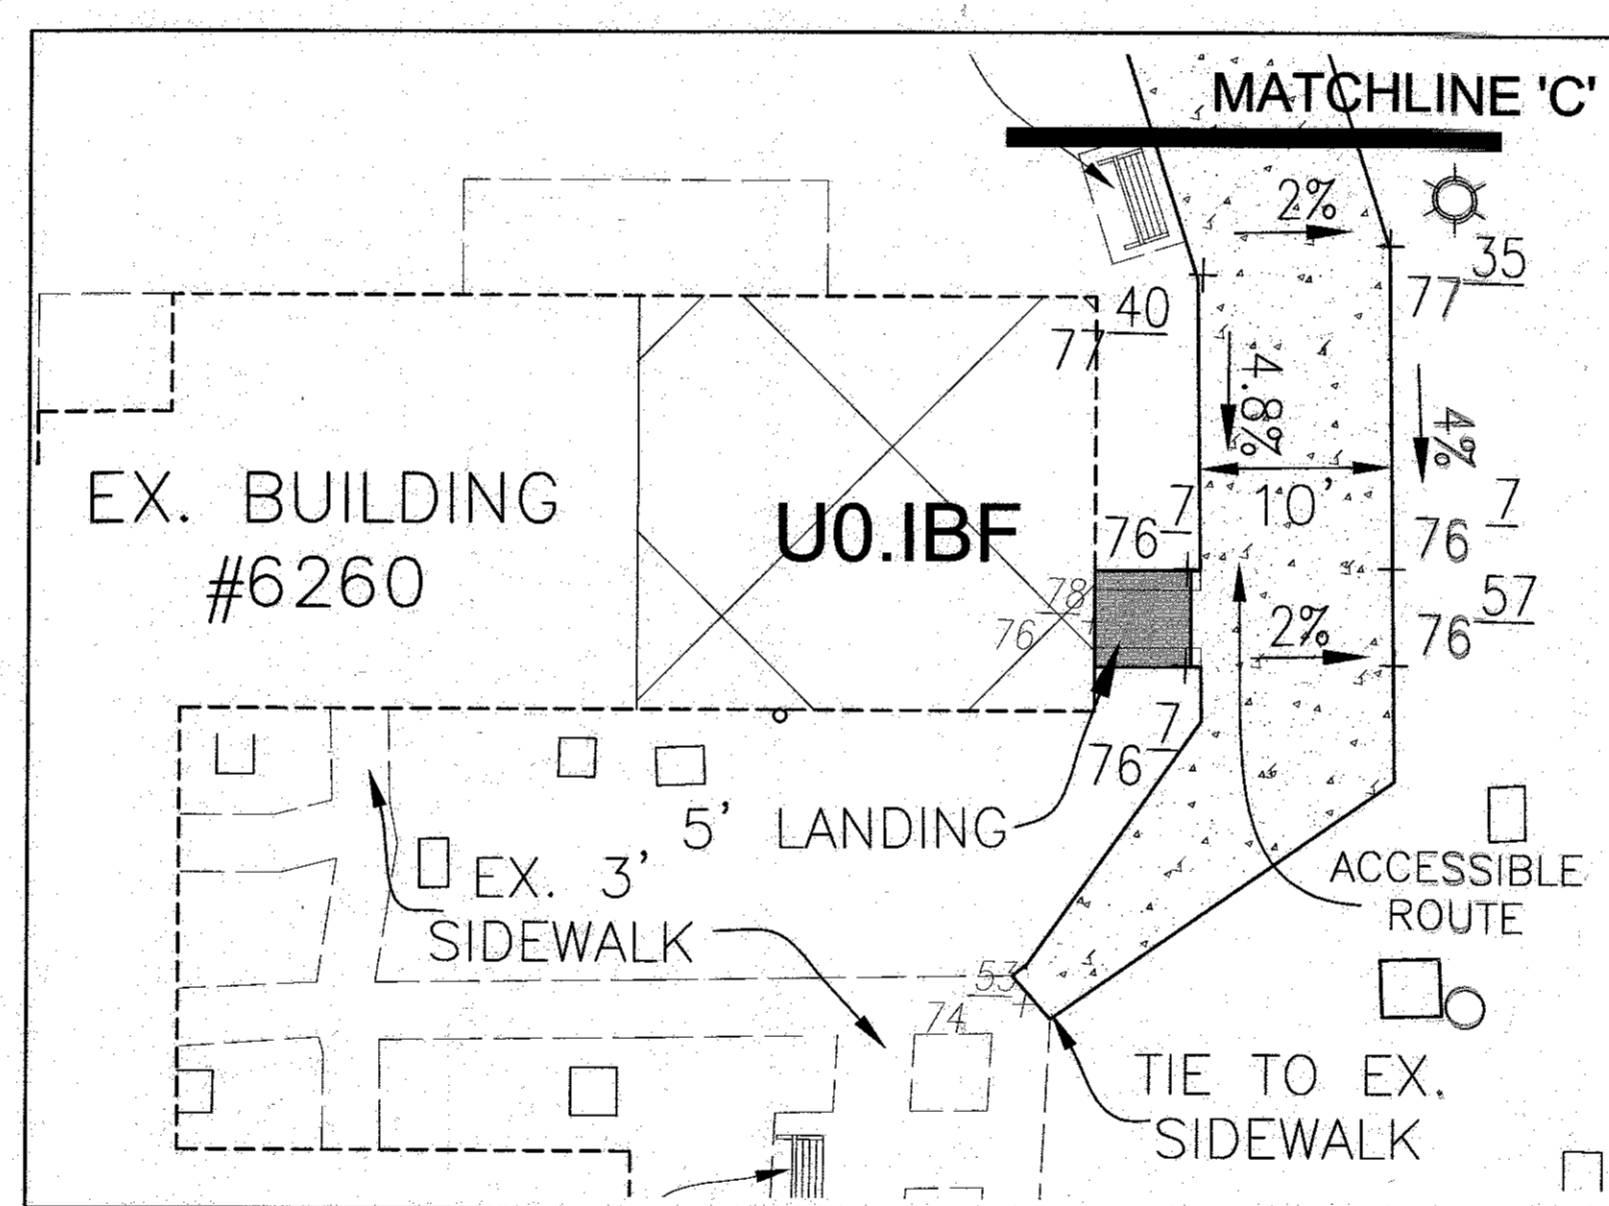 MATCHLINE 'C'
2%
77 35
77 40
4.8%
4%
EX. BUILDING
#6260
U0.IBF
10'
76 7
76 7
76 78
2%
76 57
76 7
5' LANDING
EX. 3'
SIDEWALK
ACCESSIBLE
ROUTE
74 53
TIE TO EX.
SIDEWALK